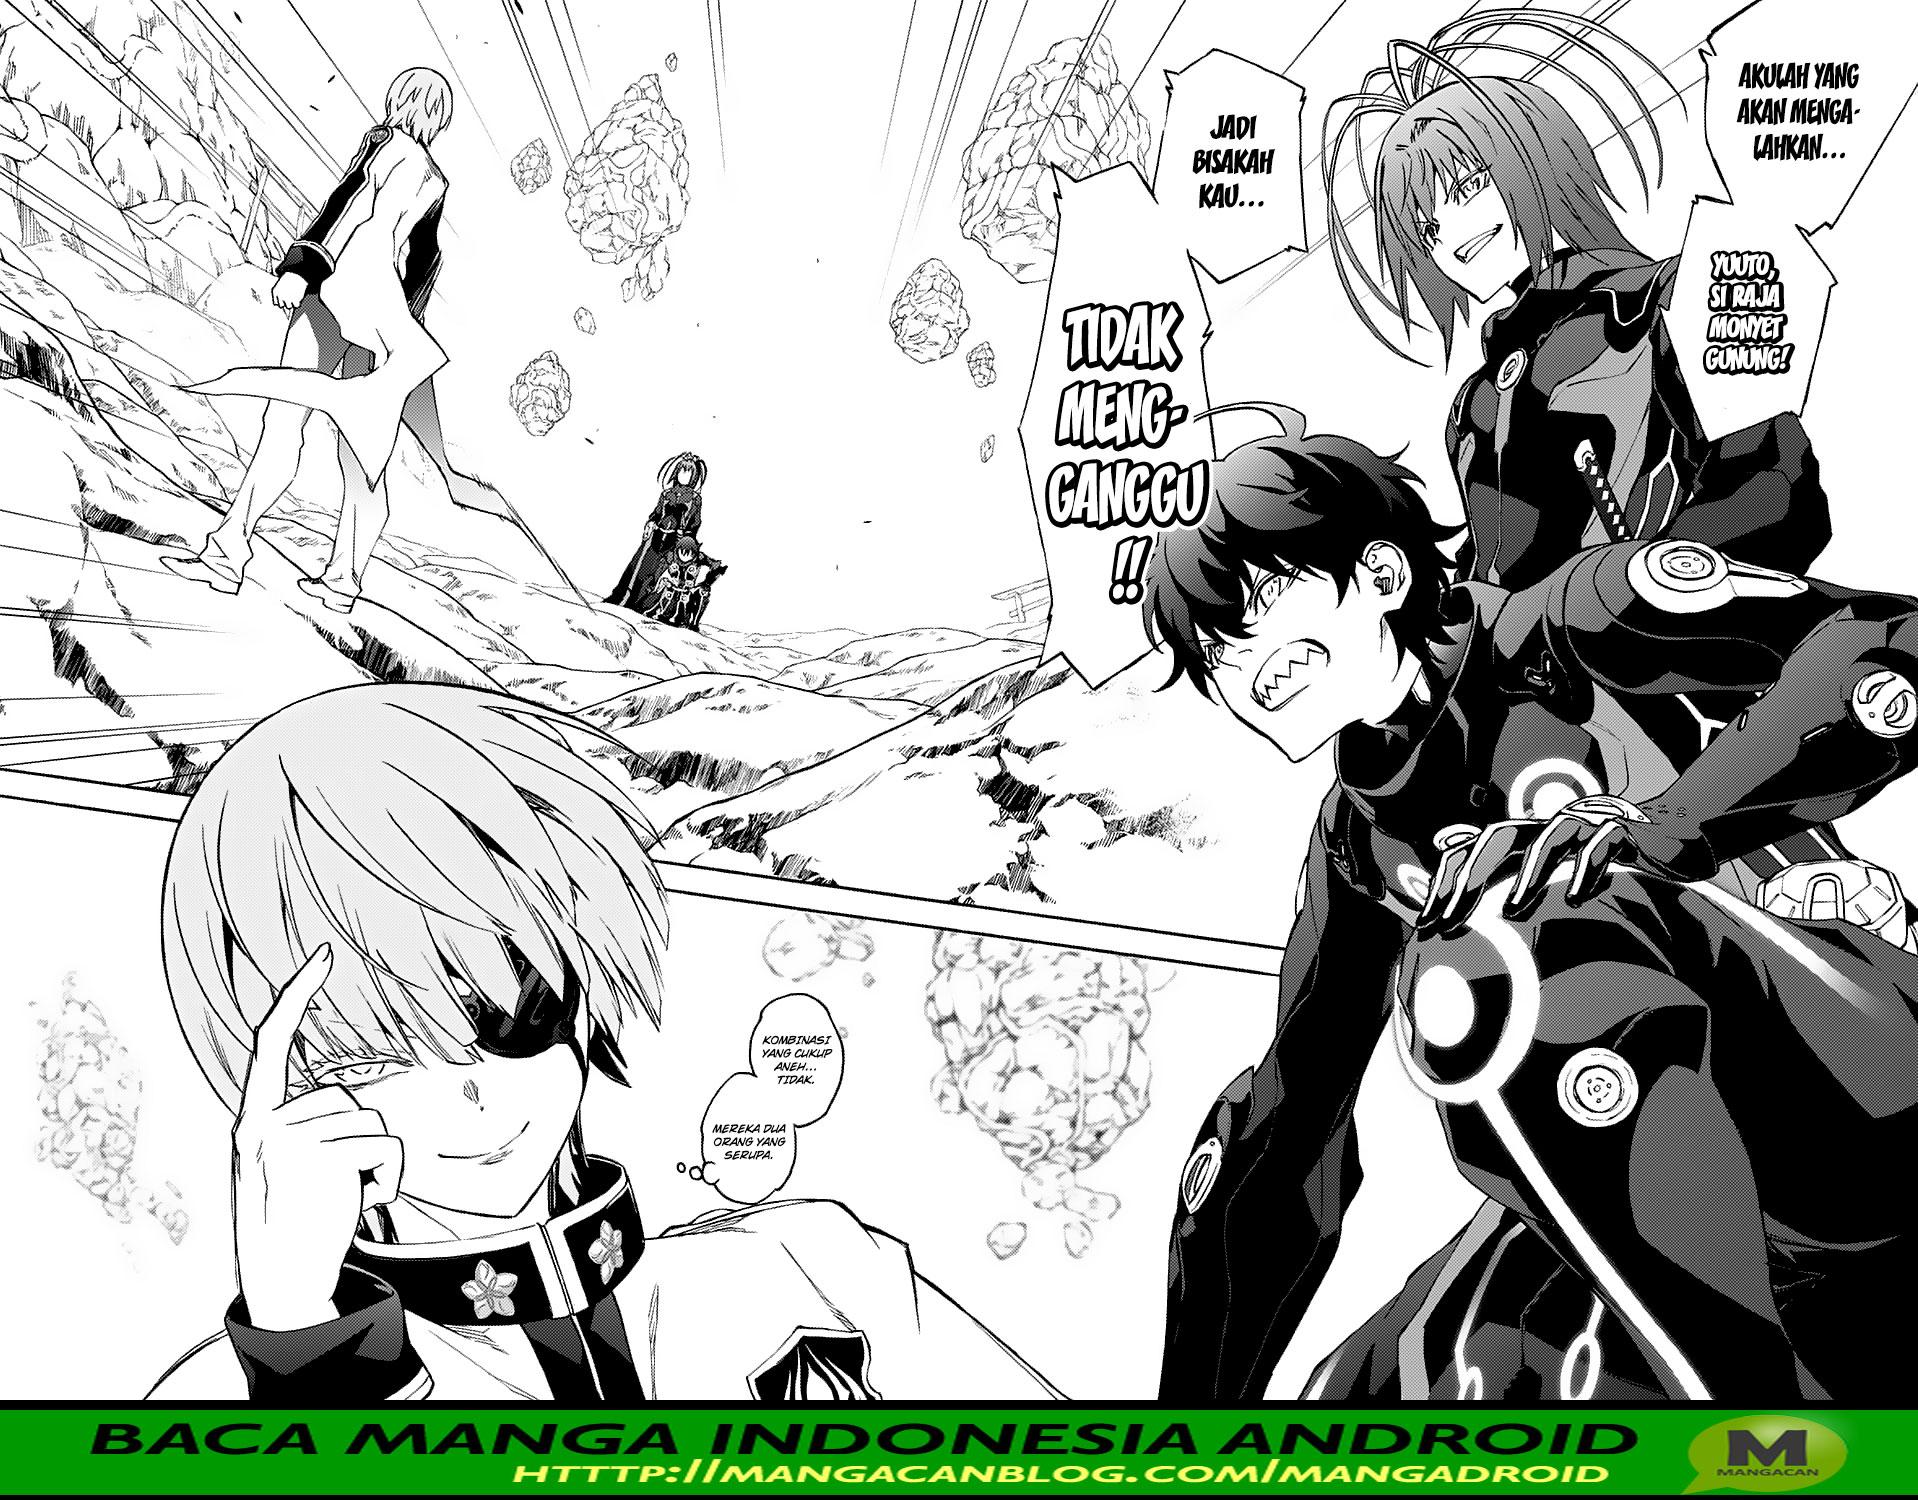 AKULAH YANG
AKAN MENGA-
LAHKAN...
YUUTO,
SI RAJA
MONYET
GUNUNG!
JADI
BISAKAH
KAU...
TIDAK
MENG-
GANGGU
!!
KOMBINASI
YANG CUKUP
ANEH...
TIDAK.
MEREKA DUA
ORANG YANG
SERUPA.
BACA MANGA INDONESIA ANDROID
HTTTP://MANGACANBLOG.COM/MANGADROID
M
MANGACAN